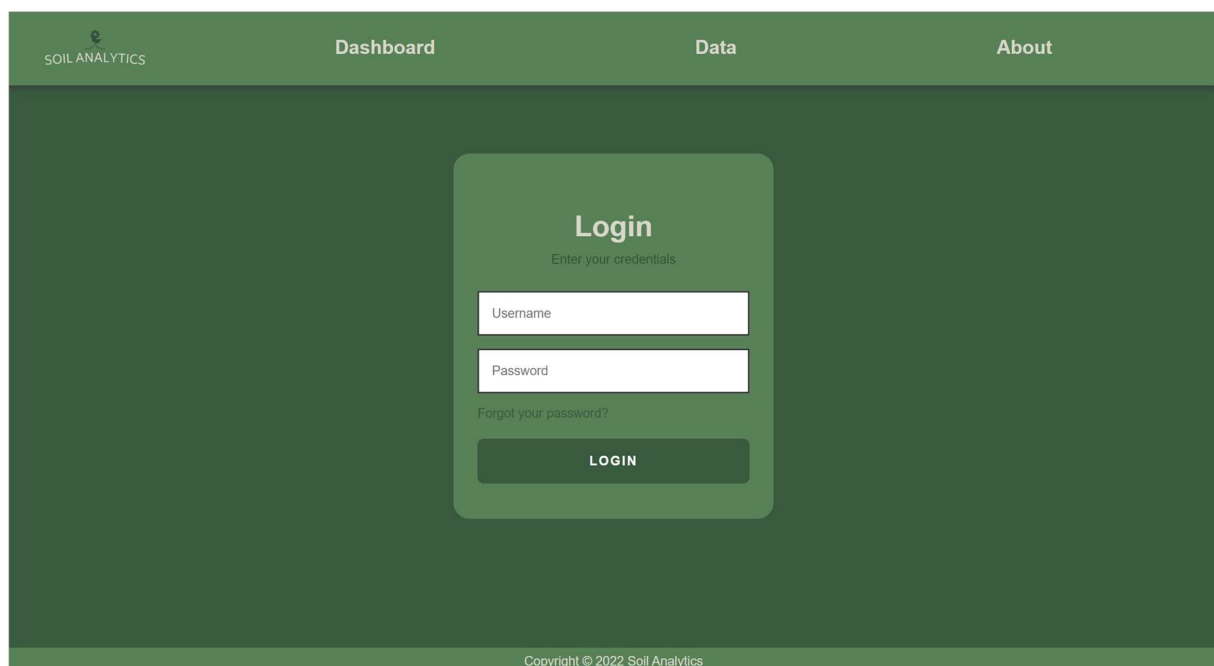 SOIL ANALYTICS
Dashboard
Data
About
Login
Enter your credentials
Username
Password
Forgot your password?
LOGIN
Copyright © 2022 Soil Analytics